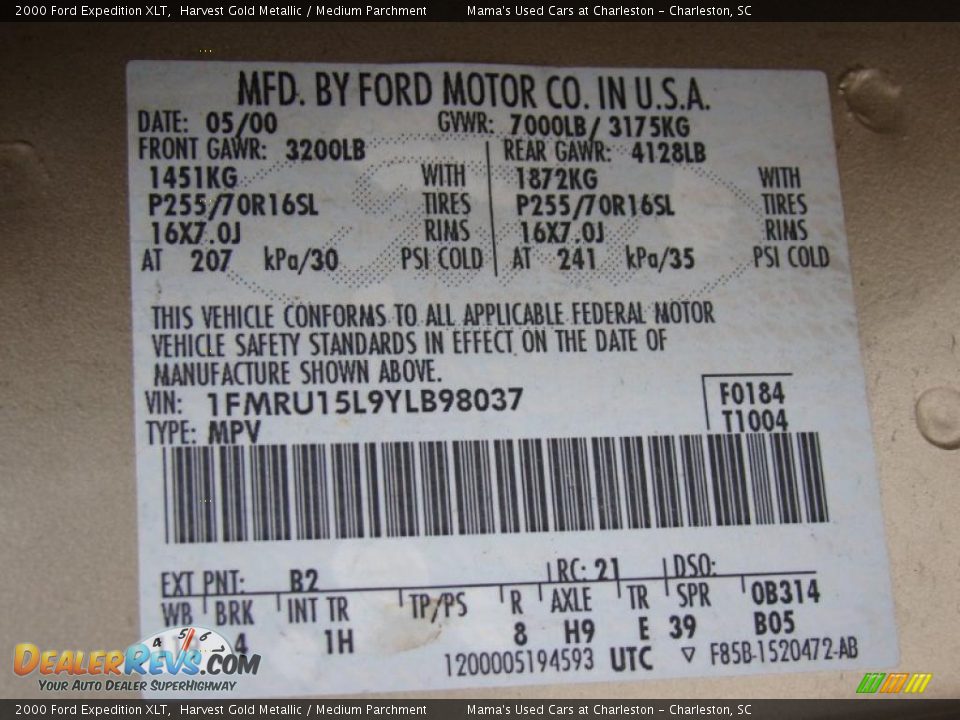 2000 Ford Expedition XLT,  Harvest Gold Metallic / Medium Parchment  Mama's Used Cars at Charleston - Charleston, SC
MFD. BY FORD MOTOR CO. IN U.S.A.
DATE: 05/00  GVWR: 7000LB/ 3175KG
FRONT GAWR: 3200LB  REAR GAWR: 4128LB
1451KG  WITH  1872KG  WITH
P255/70R16SL  TIRES  P255/70R16SL  TIRES
16X7.0J  RIMS  16X7.0J  RIMS
AT 207 kPa/30 PSI COLD  AT 241 kPa/35 PSI COLD
THIS VEHICLE CONFORMS TO ALL APPLICABLE FEDERAL MOTOR
VEHICLE SAFETY STANDARDS IN EFFECT ON THE DATE OF
MANUFACTURE SHOWN ABOVE.
VIN: 1FMRU15L9YLB98037  F0184
TYPE: MPV  T1004
EXT PNT: B2  RC: 21  DSO:
WB  BRK  INT TR  TP/PS  R  AXLE  TR  SPR  0B314
4  1H  8  H9  E  39  B05
1200005194593 UTC ▽ F85B-1520472-AB
4 5 6
DEALERREVS.COM
YOUR AUTO DEALER SUPERHIGHWAY
2000 Ford Expedition XLT,  Harvest Gold Metallic / Medium Parchment  Mama's Used Cars at Charleston - Charleston, SC